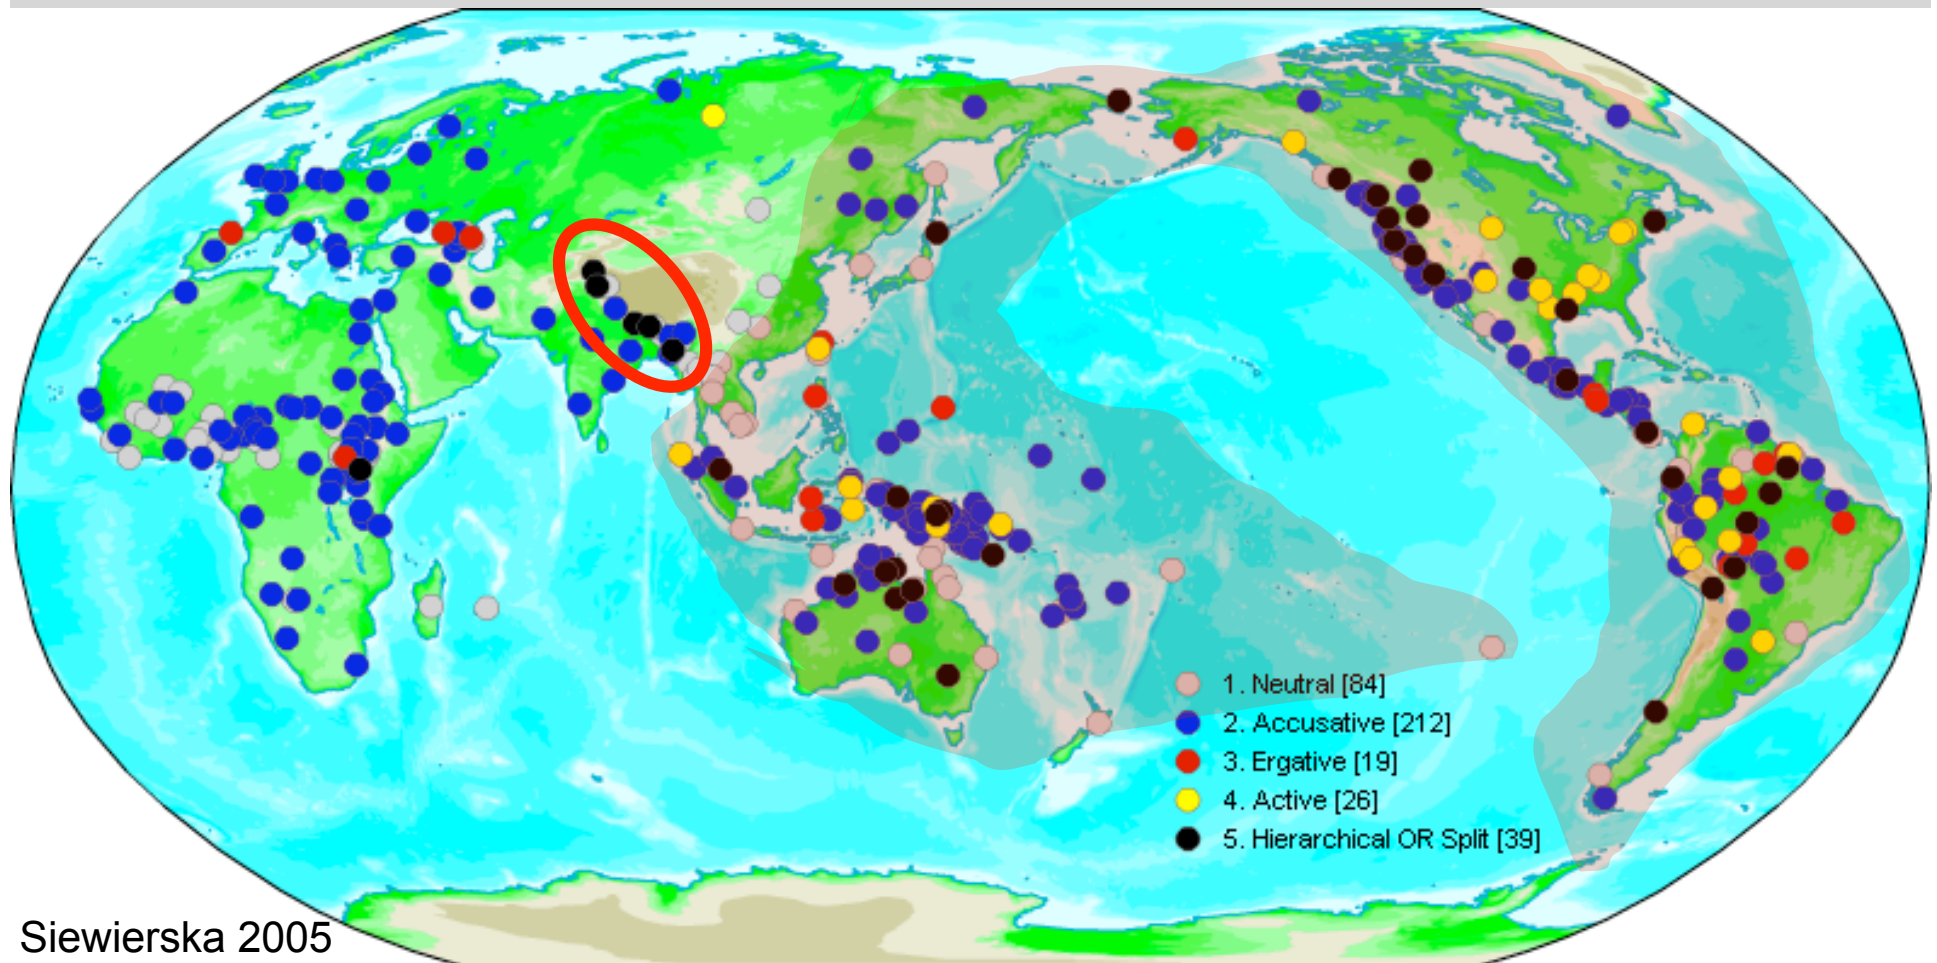 1. Neutral [84]
2. Accusative [212]
3. Ergative [19]
4. Active [26]
5. Hierarchical OR Split [39]
Siewierska 2005